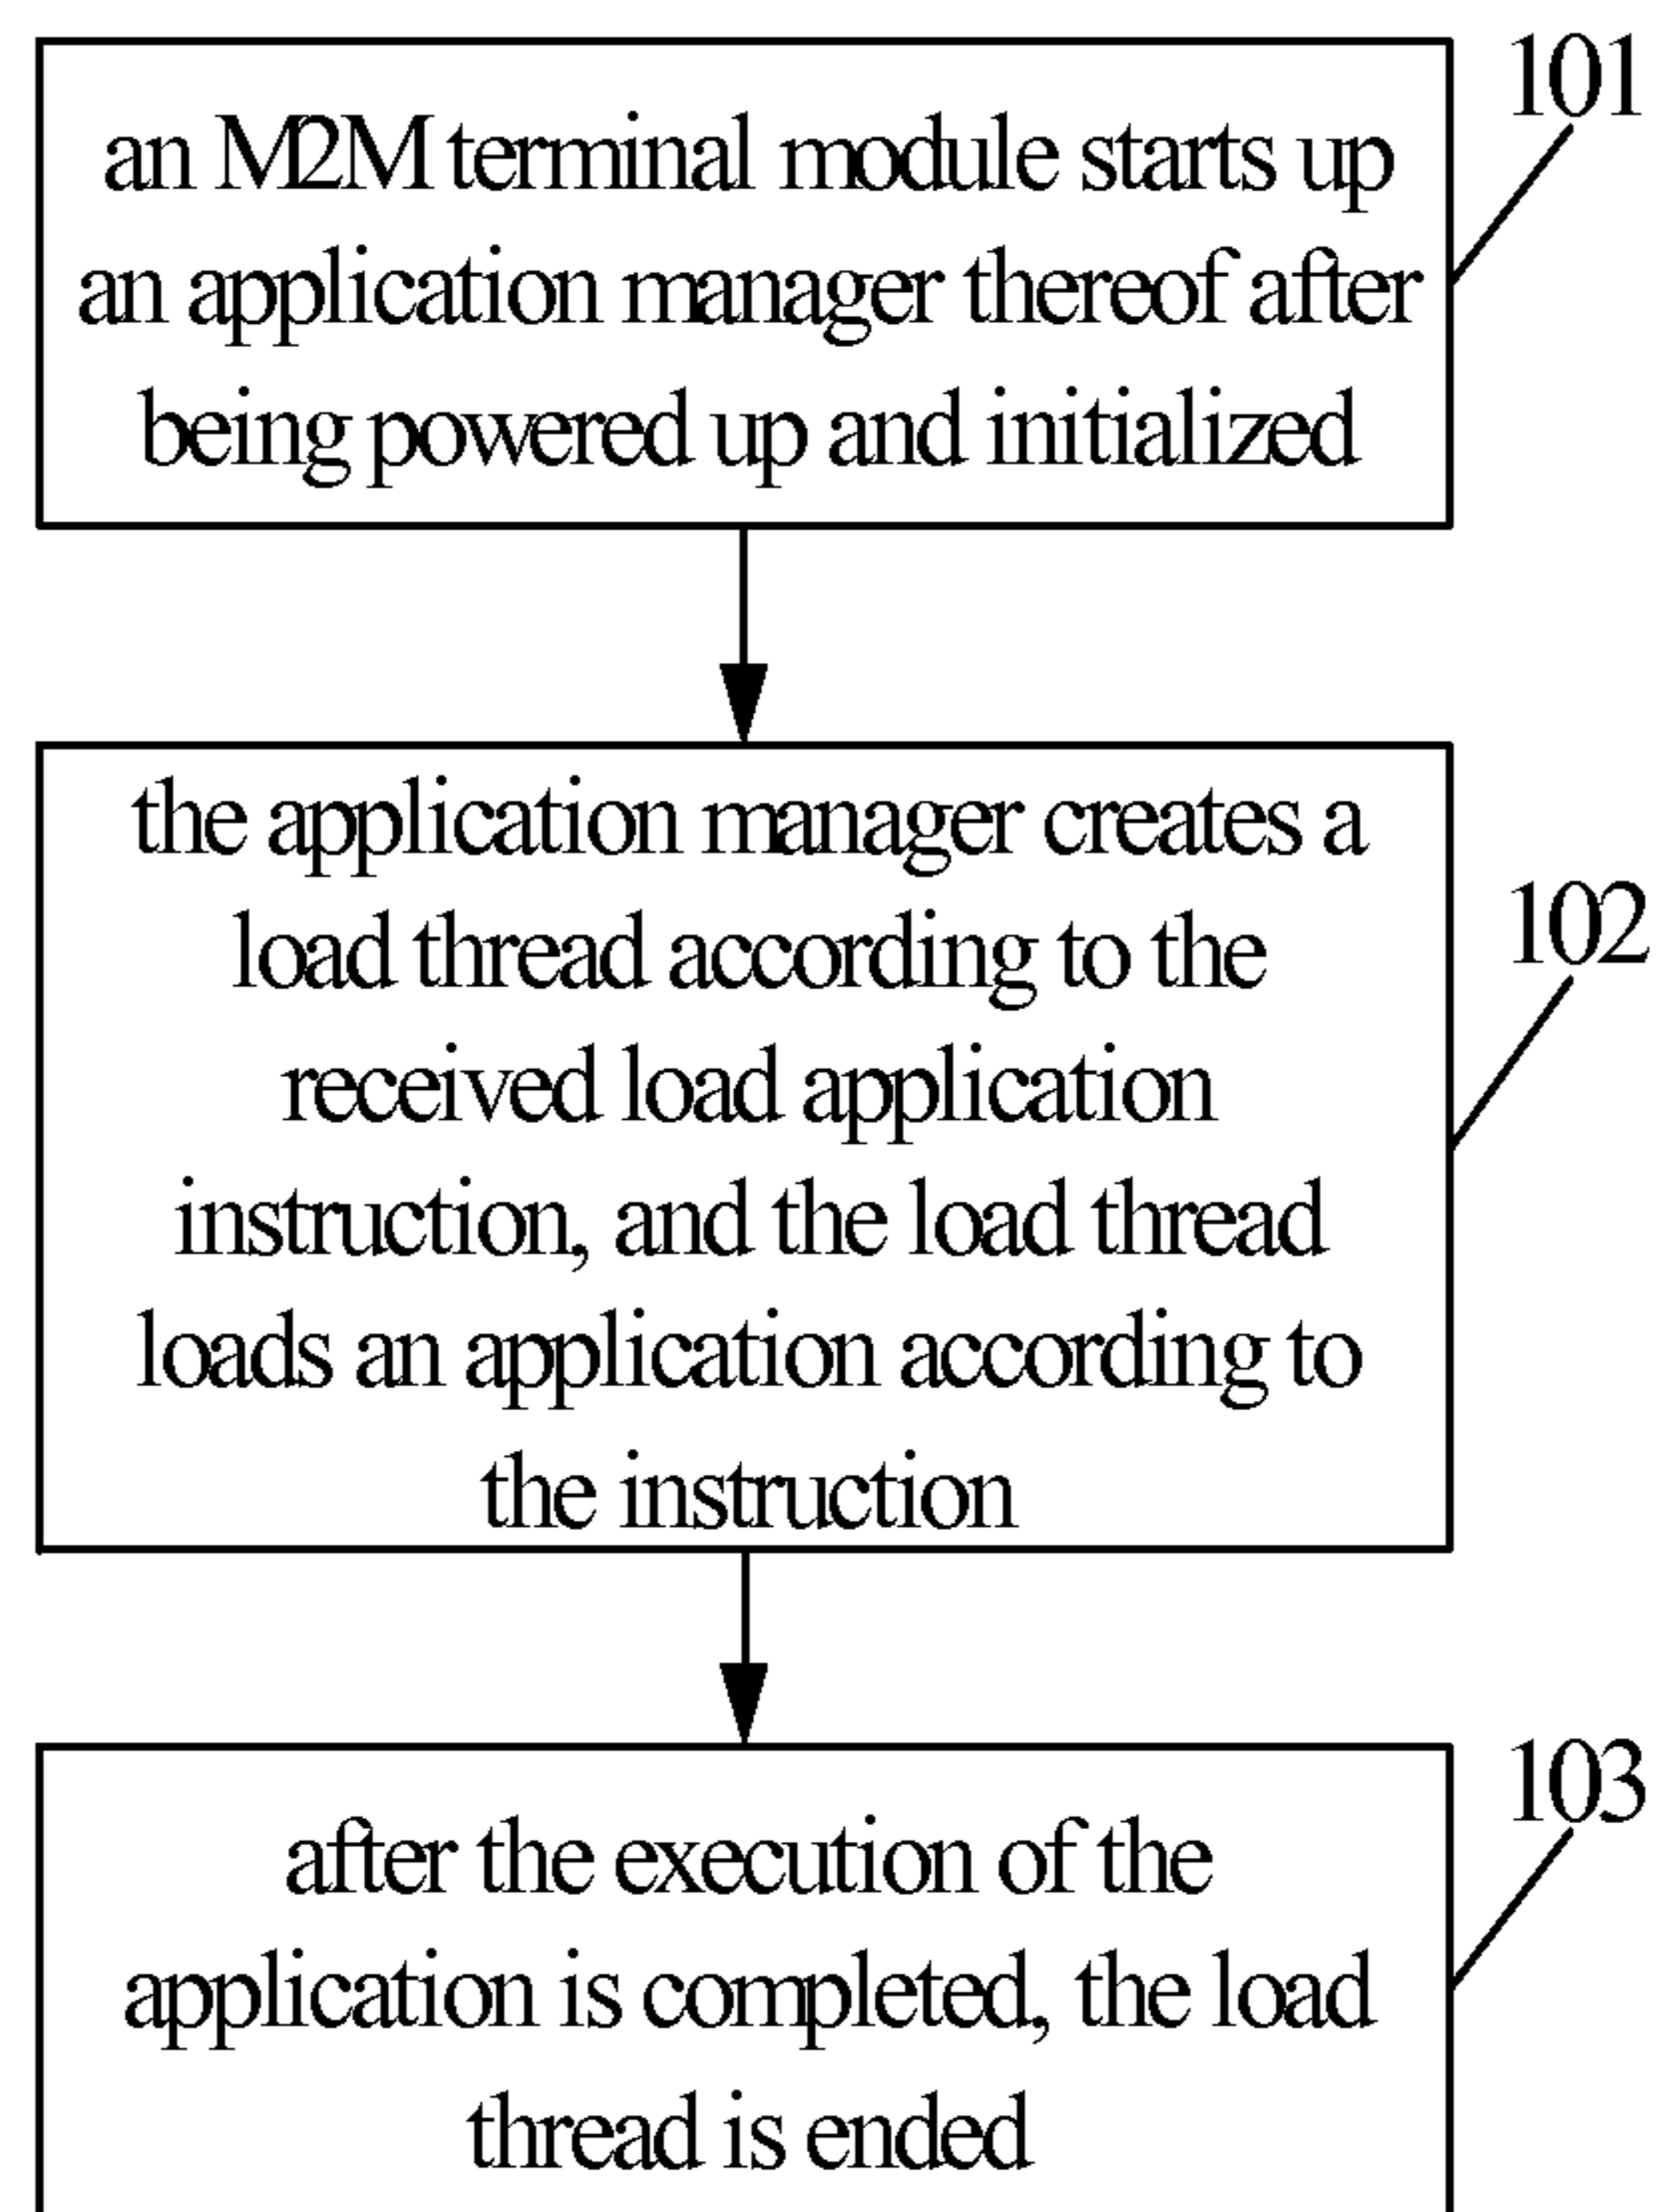 101
an M2M terminal module starts up
an application manager thereof after
being powered up and initialized
the application manager creates a
load thread according to the
102
received load application
instruction, and the load thread
loads an application according to
the instruction
103
after the execution of the
application is completed, the load
thread is ended